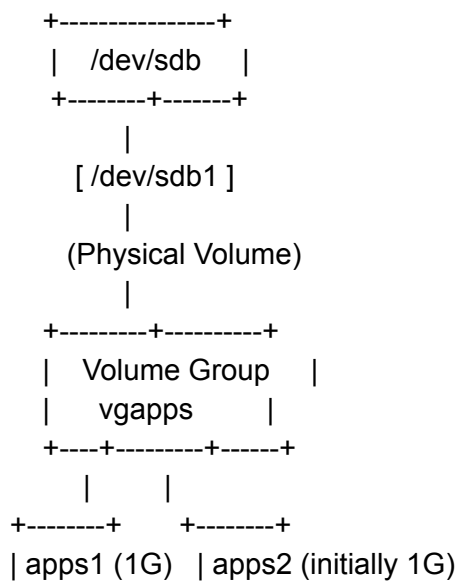 +----------------+
| /dev/sdb |
+--------+-------+
|
[ /dev/sdb1 ]
|
(Physical Volume)
|
+---------+----------+
| Volume Group |
| vgapps |
+----+---------+------+
| |
+--------+ +--------+
| apps1 (1G) | apps2 (initially 1G)